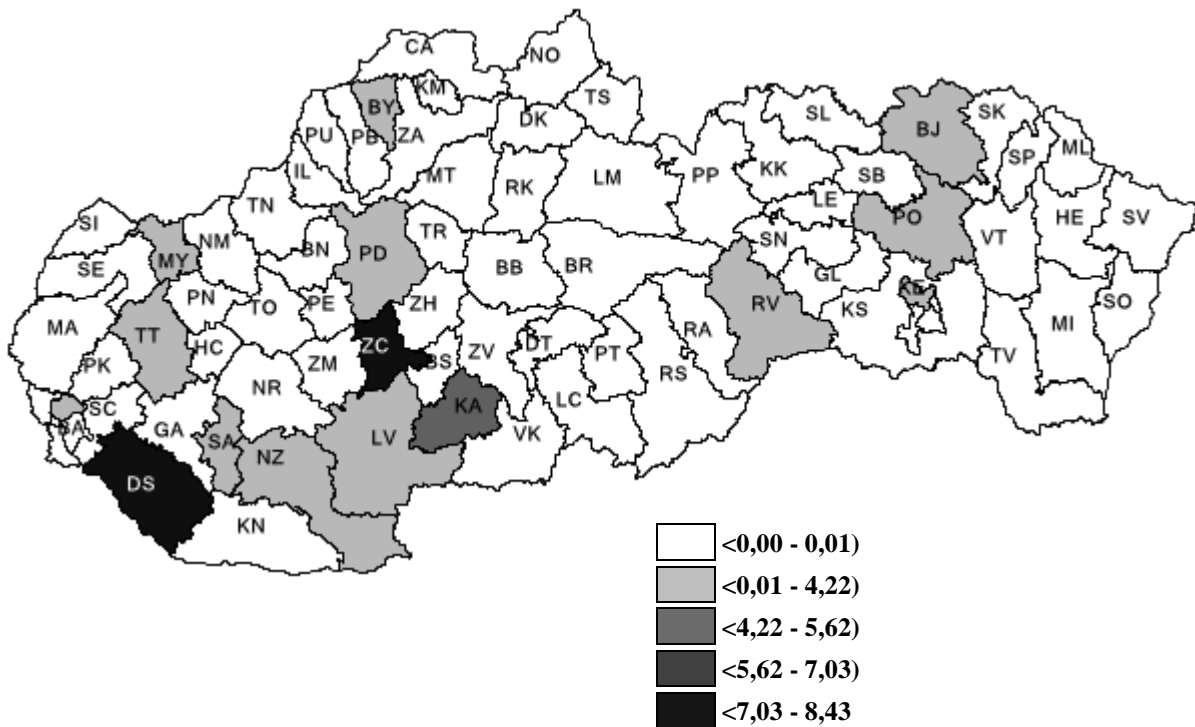 CA NO
KM TS
BY
PU PB ZA DK SL BJ SK
SP ML
IL MT RK LM PP KK SB
TN LE
SI PO HE SV
NM BN TR SN VT
MY PD BB BR
SE GL
PN TO PE ZH RV KE KS SO
MA TT RA MI
HC ZC ZV DT PT
PK ZM BS TV
NR RS
SC KA LC
BA GA SA LV VK
NZ
DS
KN
<0,00 - 0,01)
<0,01 - 4,22)
<4,22 - 5,62)
<5,62 - 7,03)
<7,03 - 8,43